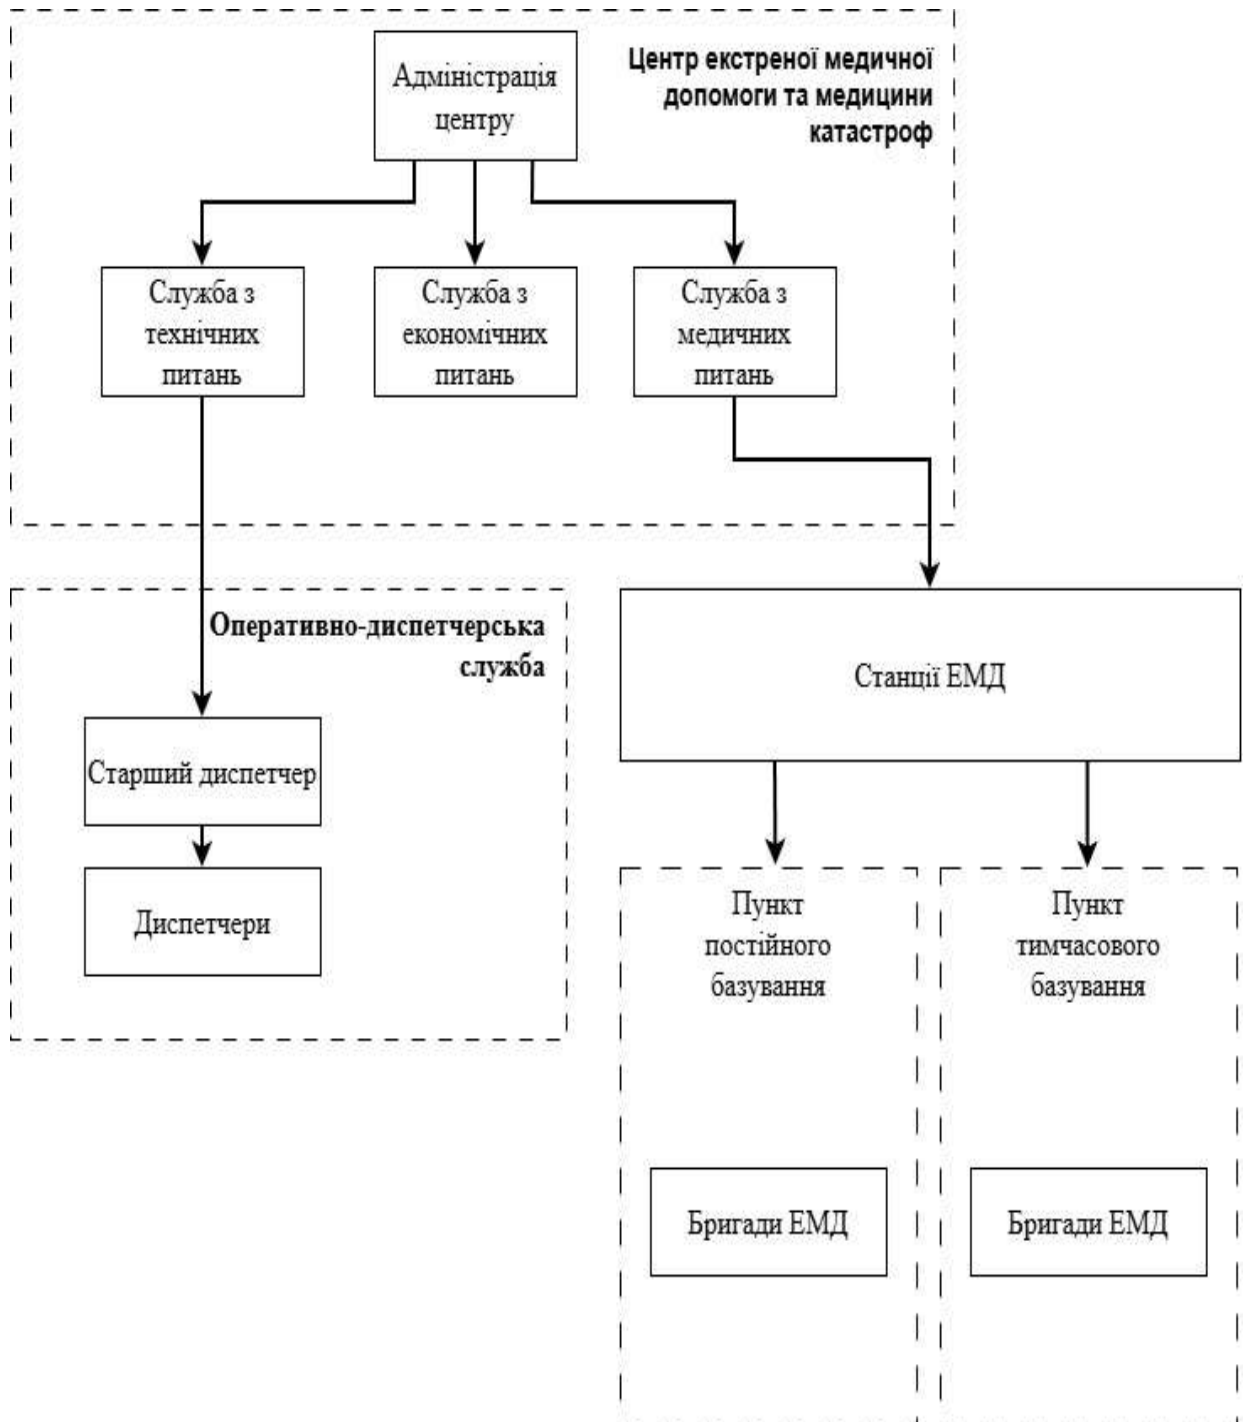 Адміністрація
центру
Центр екстреної медичної
допомоги та медицини
катастроф
Служба з
технічних
питань
Служба з
економічних
питань
Служба з
медичних
питань
Оперативно-диспетчерська
служба
Старший диспетчер
Диспетчери
Станції ЕМД
Пункт
постійного
базування
Пункт
тимчасового
базування
Бригади ЕМД
Бригади ЕМД